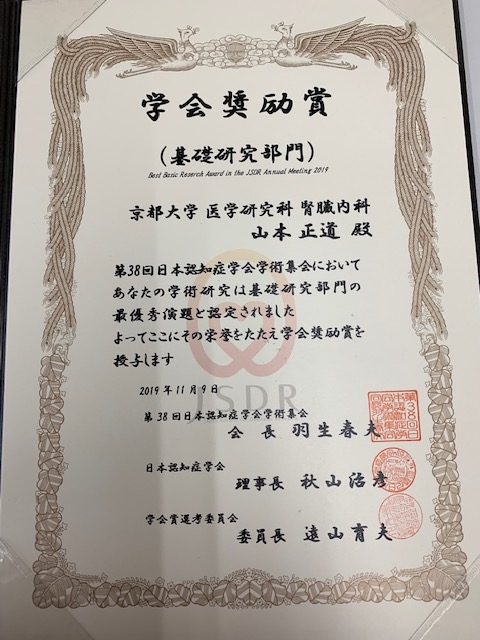 学会奨励賞
(基礎研究部門)
Best Basic Reserch Award in the JSDR Annual Meeting 2019
京都大学 医学研究科 腎臓内科
山本 正道 殿
第38回日本認知症学会学術集会において
あなたの学術研究は基礎研究部門の
最優秀演題と認定されました
よってここにその栄誉をたたえ学会奨励賞を
授与します
JSDR
2019年11月9日
第38回日本認知症学会学術集会
会長 羽生春夫
日本認知症学会
理事長 秋山治彦
学会賞選考委員会
委員長 遠山育夫